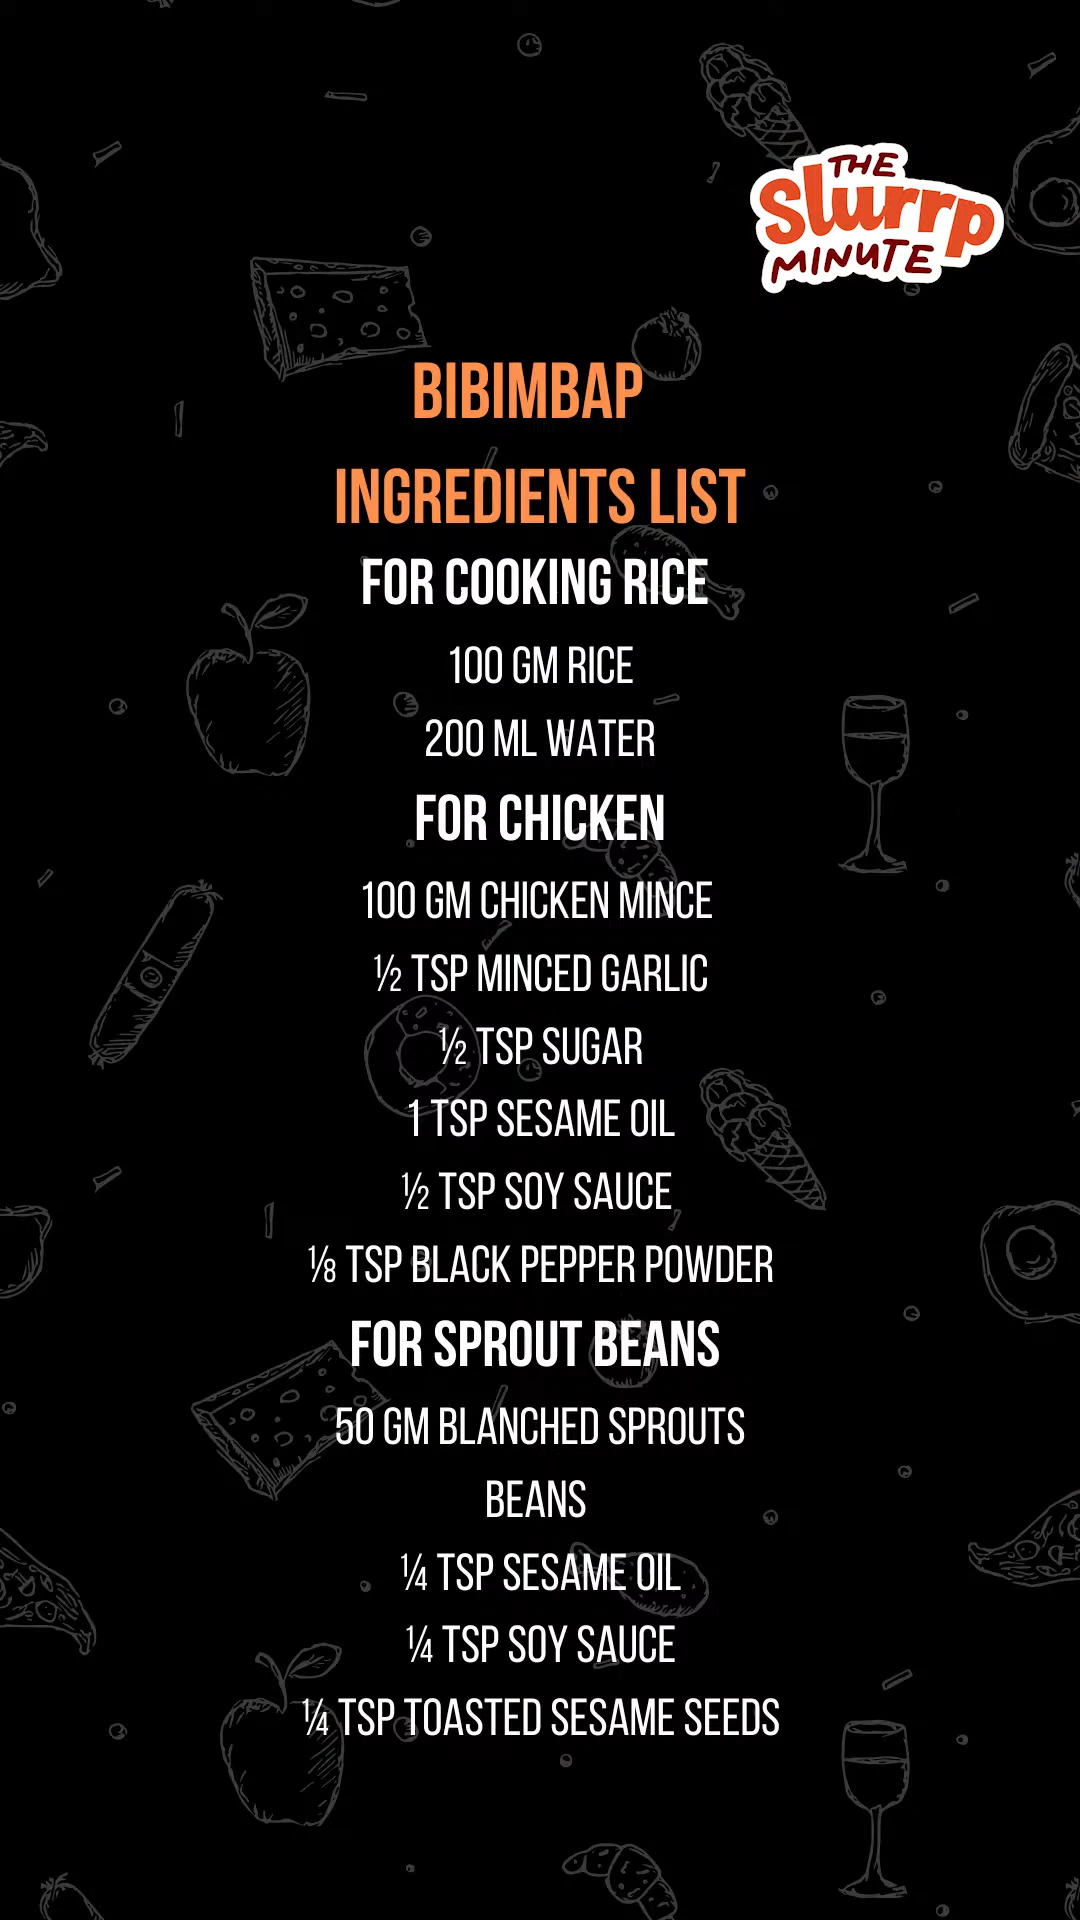 THE
Slurrp
MINUTE
BIBIMBAP
INGREDIENTS LIST
FOR COOKING RICE
100 GM RICE
200 ML WATER
FOR CHICKEN
100 GM CHICKEN MINCE
½ TSP MINCED GARLIC
½ TSP SUGAR
1 TSP SESAME OIL
½ TSP SOY SAUCE
⅛ TSP BLACK PEPPER POWDER
FOR SPROUT BEANS
50 GM BLANCHED SPROUTS
BEANS
¼ TSP SESAME OIL
¼ TSP SOY SAUCE
¼ TSP TOASTED SESAME SEEDS